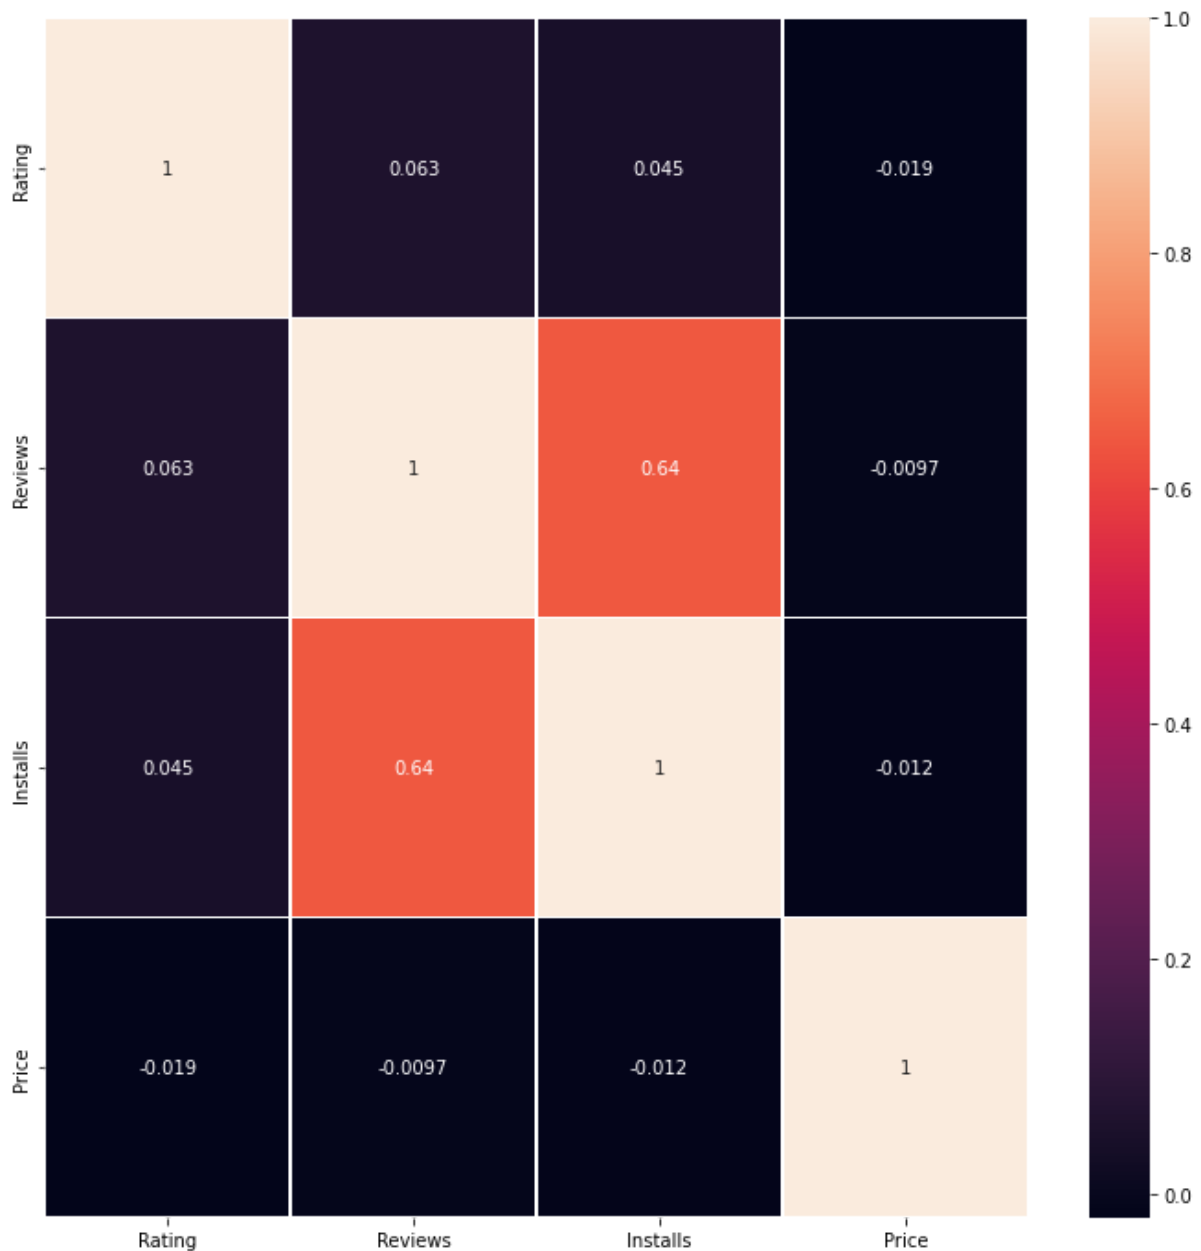 1.0
Rating 1 0.063 0.045 -0.019
0.8
Reviews 0.063 1 0.64 -0.0097
0.6
Installs 0.045 0.64 1 -0.012
0.4
0.2
Price -0.019 -0.0097 -0.012 1
0.0
Rating Reviews Installs Price